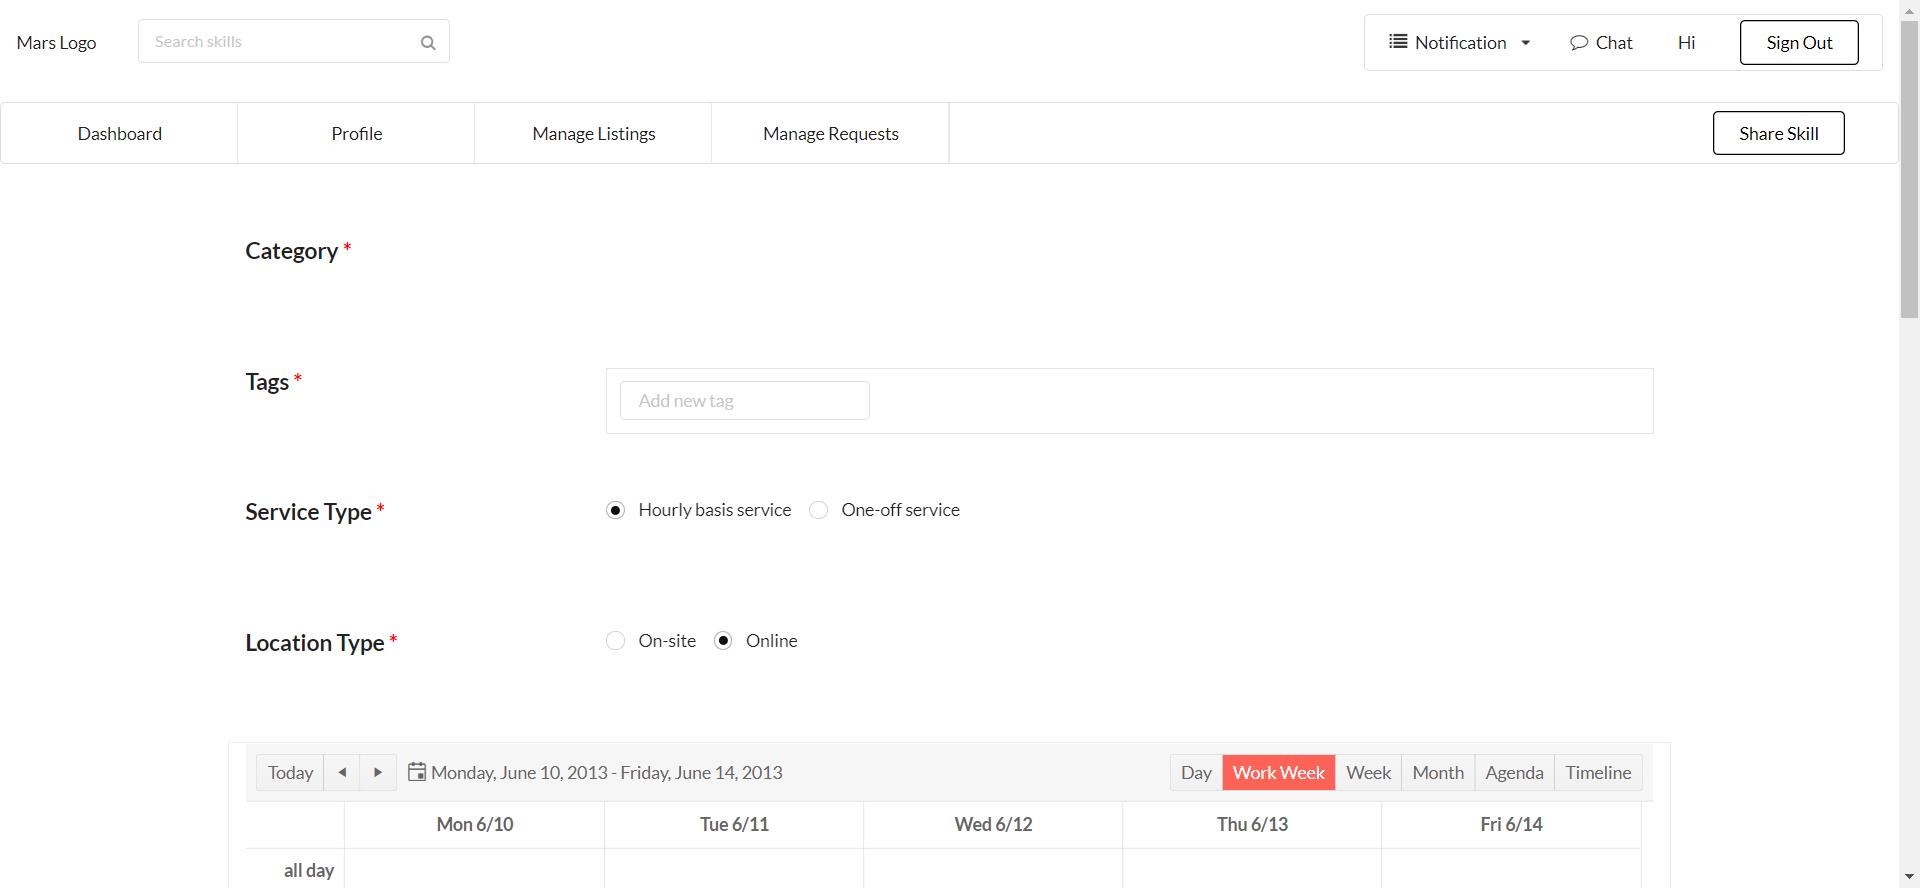 Mars Logo
Search skills
Notification
Chat
Hi
Sign Out
Dashboard
Profile
Manage Listings
Manage Requests
Share Skill
Category *
Tags *
Add new tag
Service Type *
Hourly basis service
One-off service
Location Type *
On-site
Online
Today
Monday, June 10, 2013 - Friday, June 14, 2013
Day
Work Week
Week
Month
Agenda
Timeline
Mon 6/10
Tue 6/11
Wed 6/12
Thu 6/13
Fri 6/14
all day